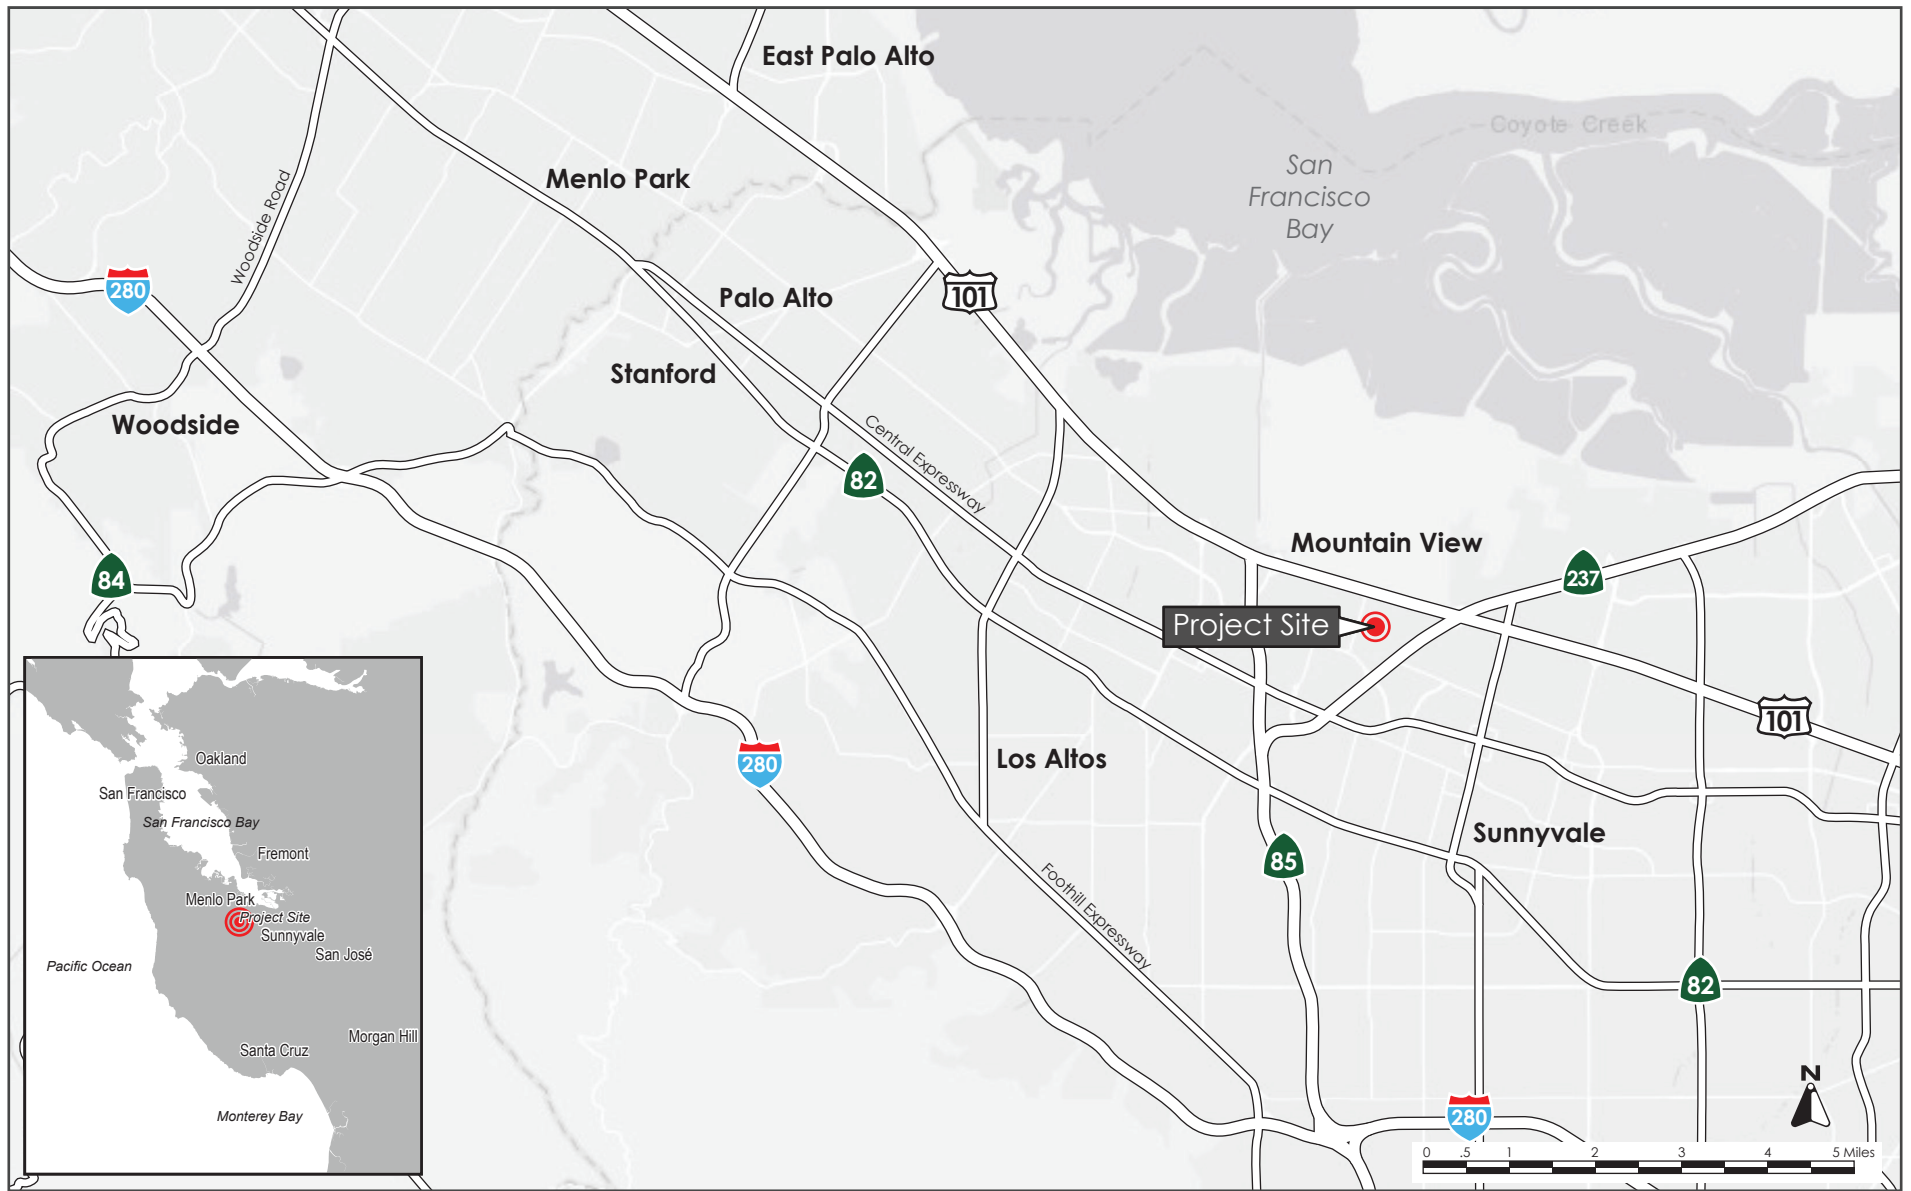 East Palo Alto
Coyote Creek
San
Francisco
Bay
Menlo Park
Woodside Road
280
101
Palo Alto
Stanford
Woodside
Central Expressway
82
Mountain View
237
84
Project Site
101
280
Los Altos
Sunnyvale
85
Foothill Expressway
82
280
N
0 .5 1 2 3 4 5 Miles
Oakland
San Francisco
San Francisco Bay
Fremont
Menlo Park
Project Site
Sunnyvale
San José
Pacific Ocean
Morgan Hill
Santa Cruz
Monterey Bay